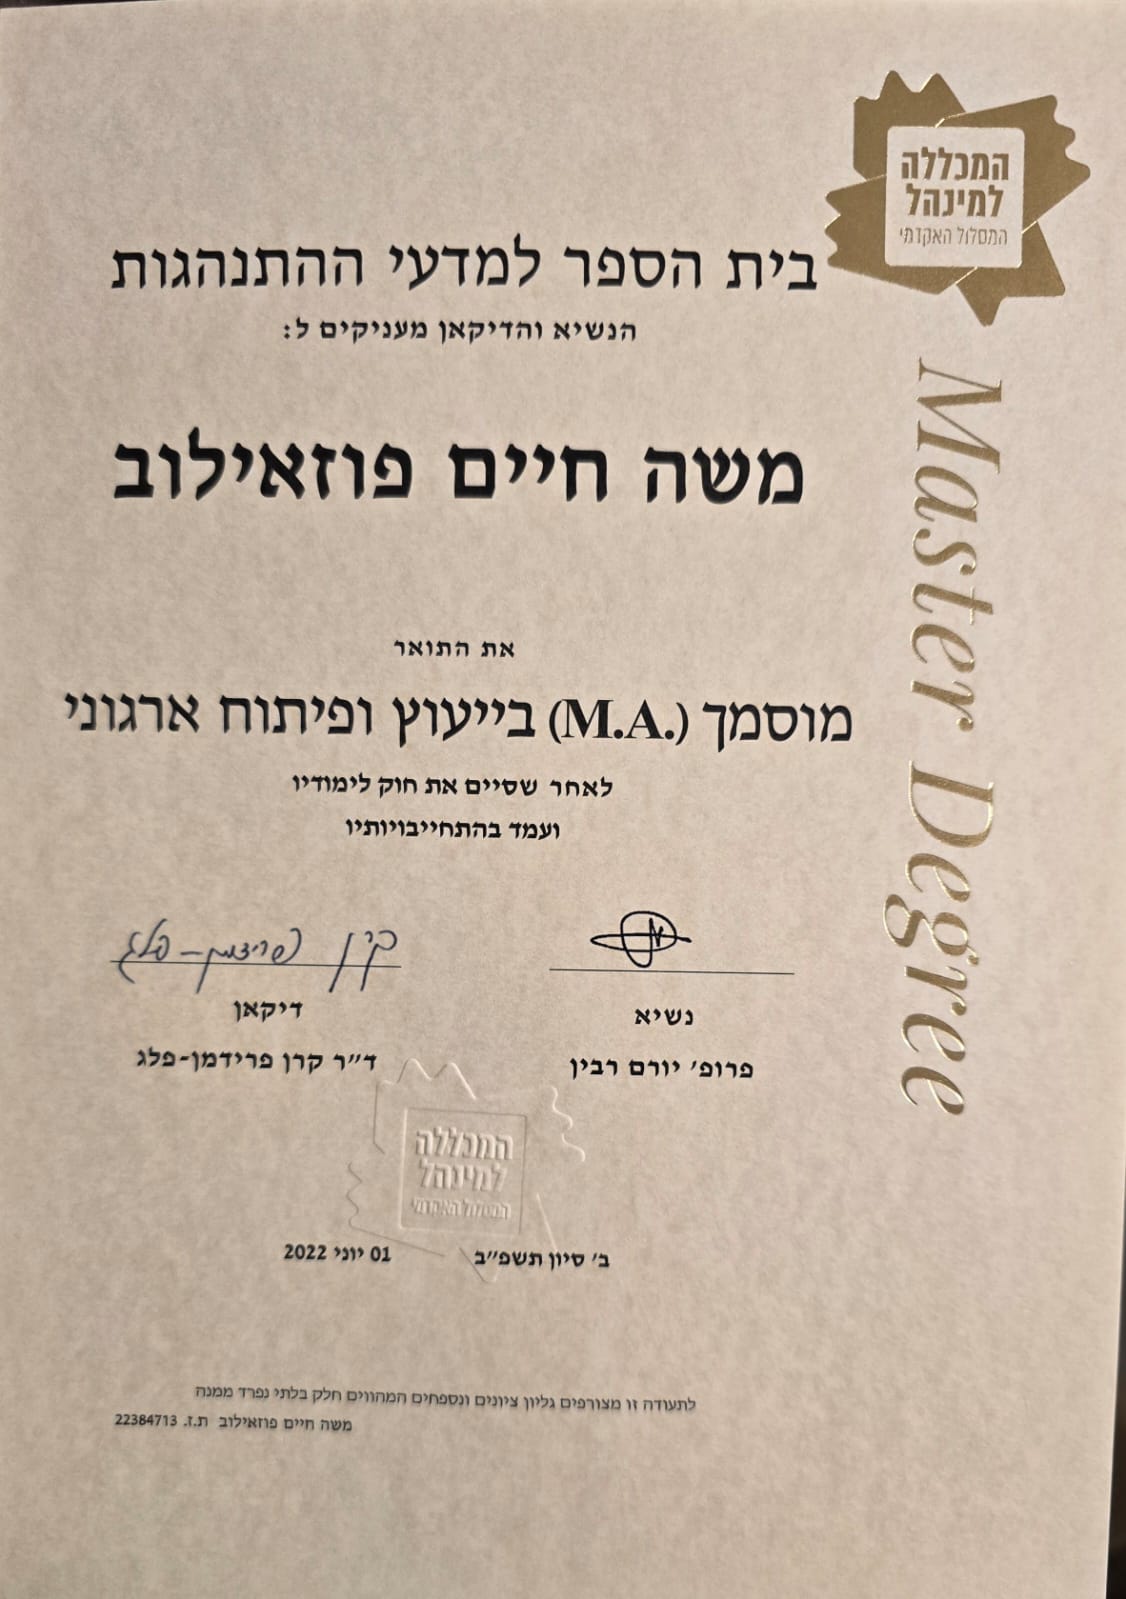 המכללה
למינהל
המסלול האקדמי
בית הספר למדעי ההתנהגות
הנשיא והדיקאן מעניקים ל:
משה חיים פוזאילוב
את התואר
מוסמך (M.A.) בייעוץ ופיתוח ארגוני
לאחר שסיים את חוק לימודיו
ועמד בהתחייבויותיו
Master Degree
קרן פרידמן-פלג
נשיא
דיקאן
פרופ' יורם רבין
ד"ר קרן פרידמן-פלג
המכללה
למינהל
המסלול האקדמי
ב' סיון תשפ"ב 01 יוני 2022
לתעודה זו מצורפים גליון ציונים ונספחים המהווים חלק בלתי נפרד ממנה
משה חיים פוזאילוב ת.ז. 22384713